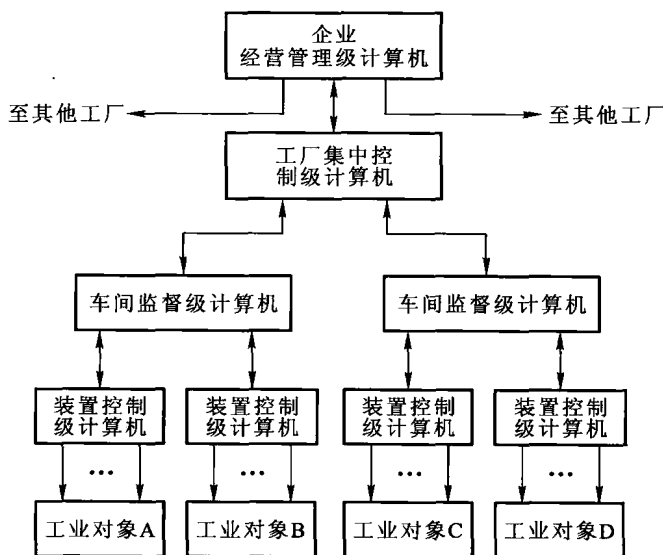 企业
经营管理级计算机
至其他工厂
至其他工厂
工厂集中控
制级计算机
车间监督级计算机
车间监督级计算机
装置控制
级计算机
装置控制
级计算机
装置控制
级计算机
装置控制
级计算机
...
...
...
...
工业对象A
工业对象B
工业对象C
工业对象D